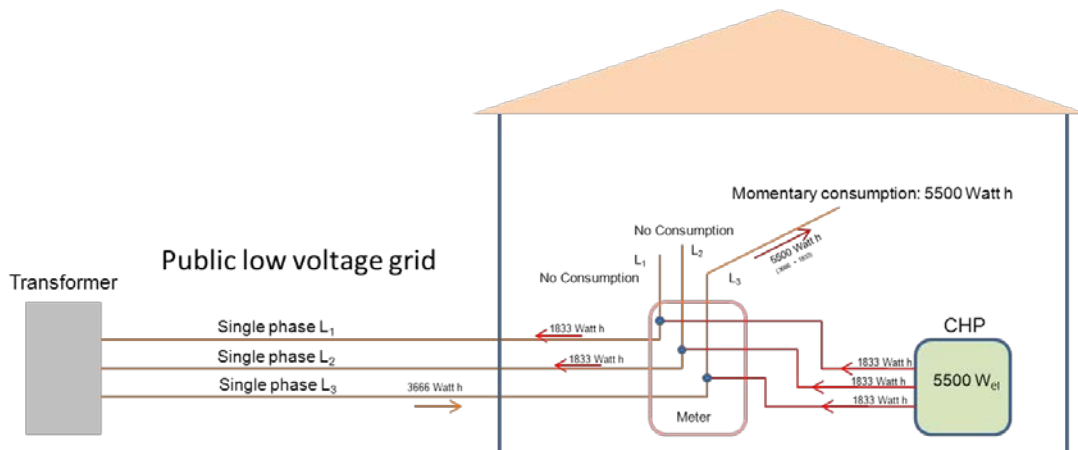 Momentary consumption: 5500 Watt h
No Consumption
L2
L1
5500 Watt h
(3666 + 1833)
L3
No Consumption
Public low voltage grid
Transformer
Single phase L1
1833 Watt h
Single phase L2
1833 Watt h
Single phase L3
3666 Watt h
Meter
CHP
1833 Watt h
1833 Watt h
1833 Watt h
5500 Wel